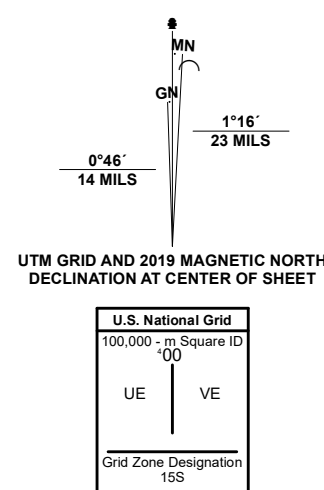 MN
GN
1°16´
23 MILS
0°46´
14 MILS
UTM GRID AND 2019 MAGNETIC NORTH
DECLINATION AT CENTER OF SHEET
U.S. National Grid
100,000 - m Square ID
⁴00
UE VE
Grid Zone Designation
15S